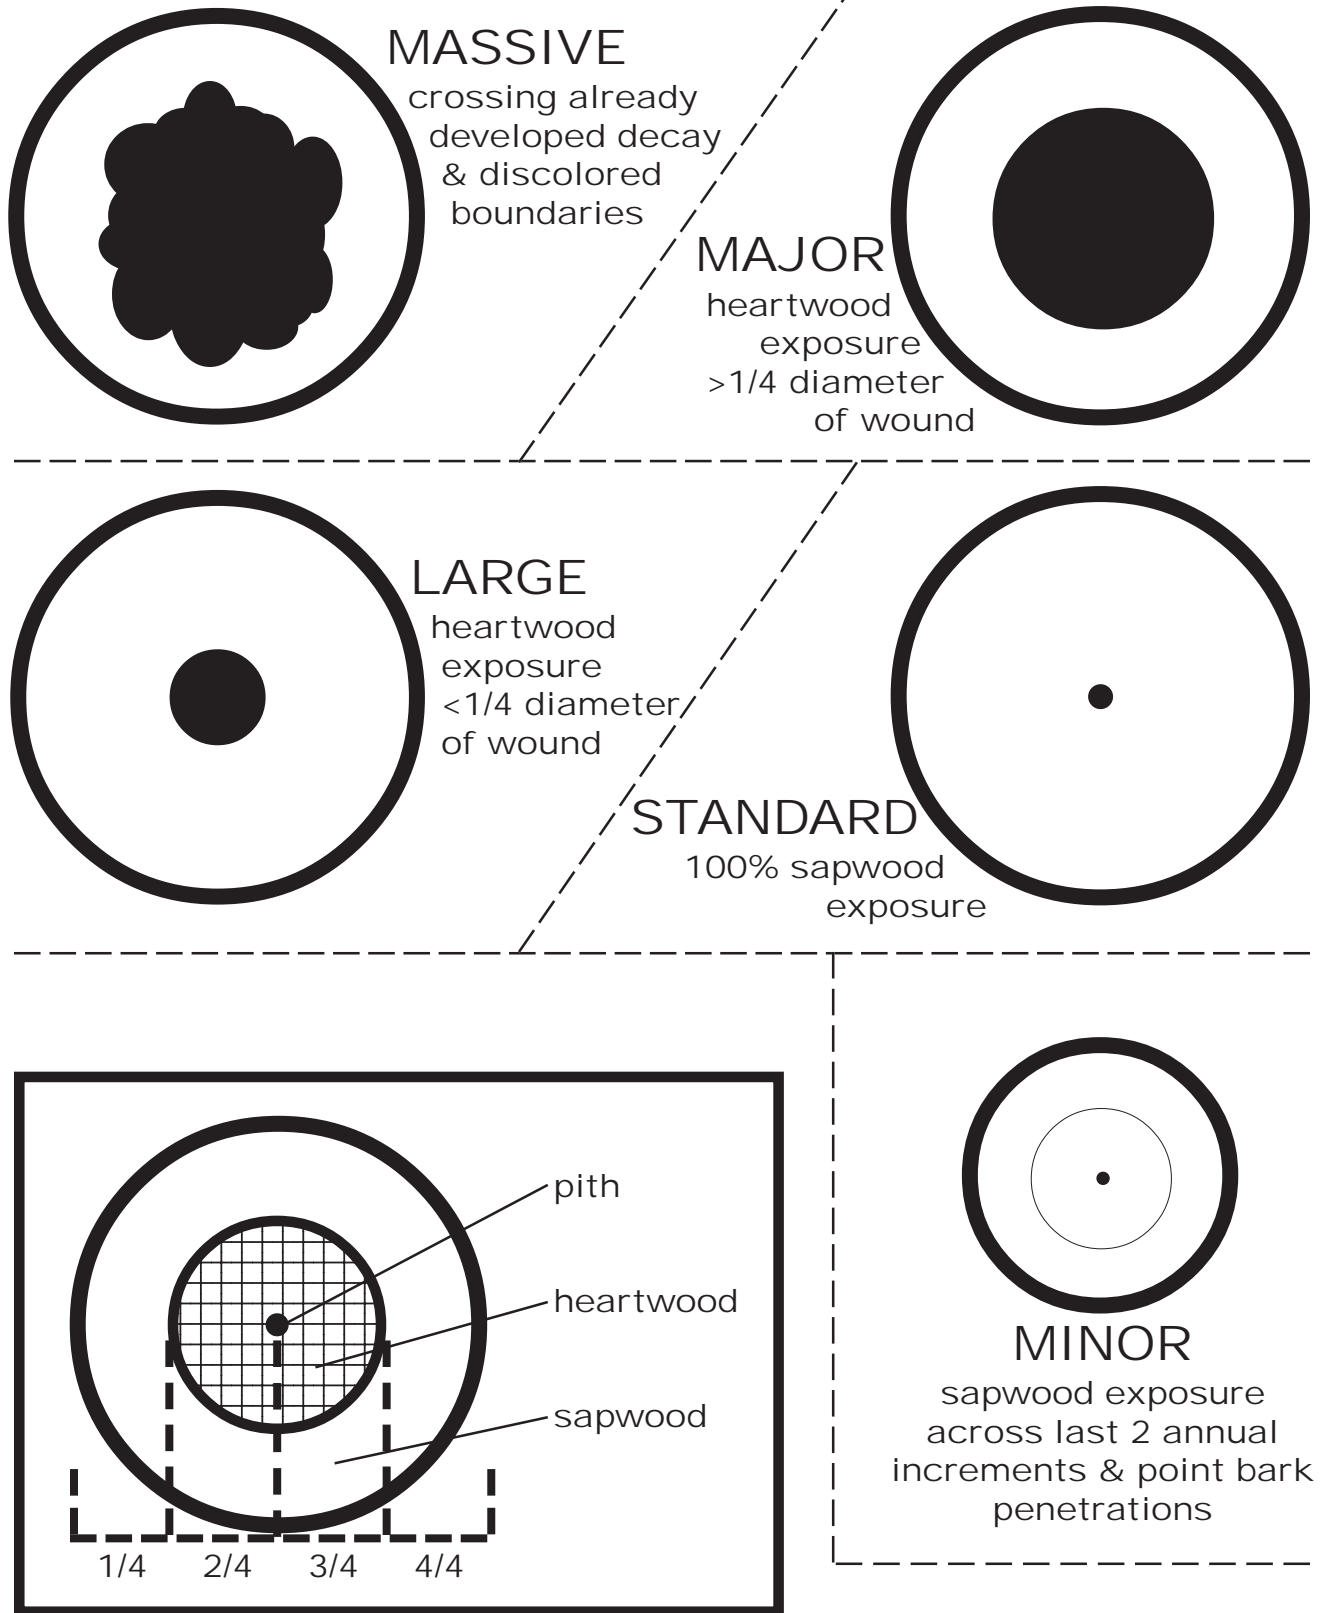 MASSIVE
crossing already
developed decay
& discolored
boundaries
MAJOR
heartwood
exposure
>1/4 diameter
of wound
LARGE
heartwood
exposure
<1/4 diameter
of wound
STANDARD
100% sapwood
exposure
pith
heartwood
sapwood
1/4 2/4 3/4 4/4
MINOR
sapwood exposure
across last 2 annual
increments & point bark
penetrations